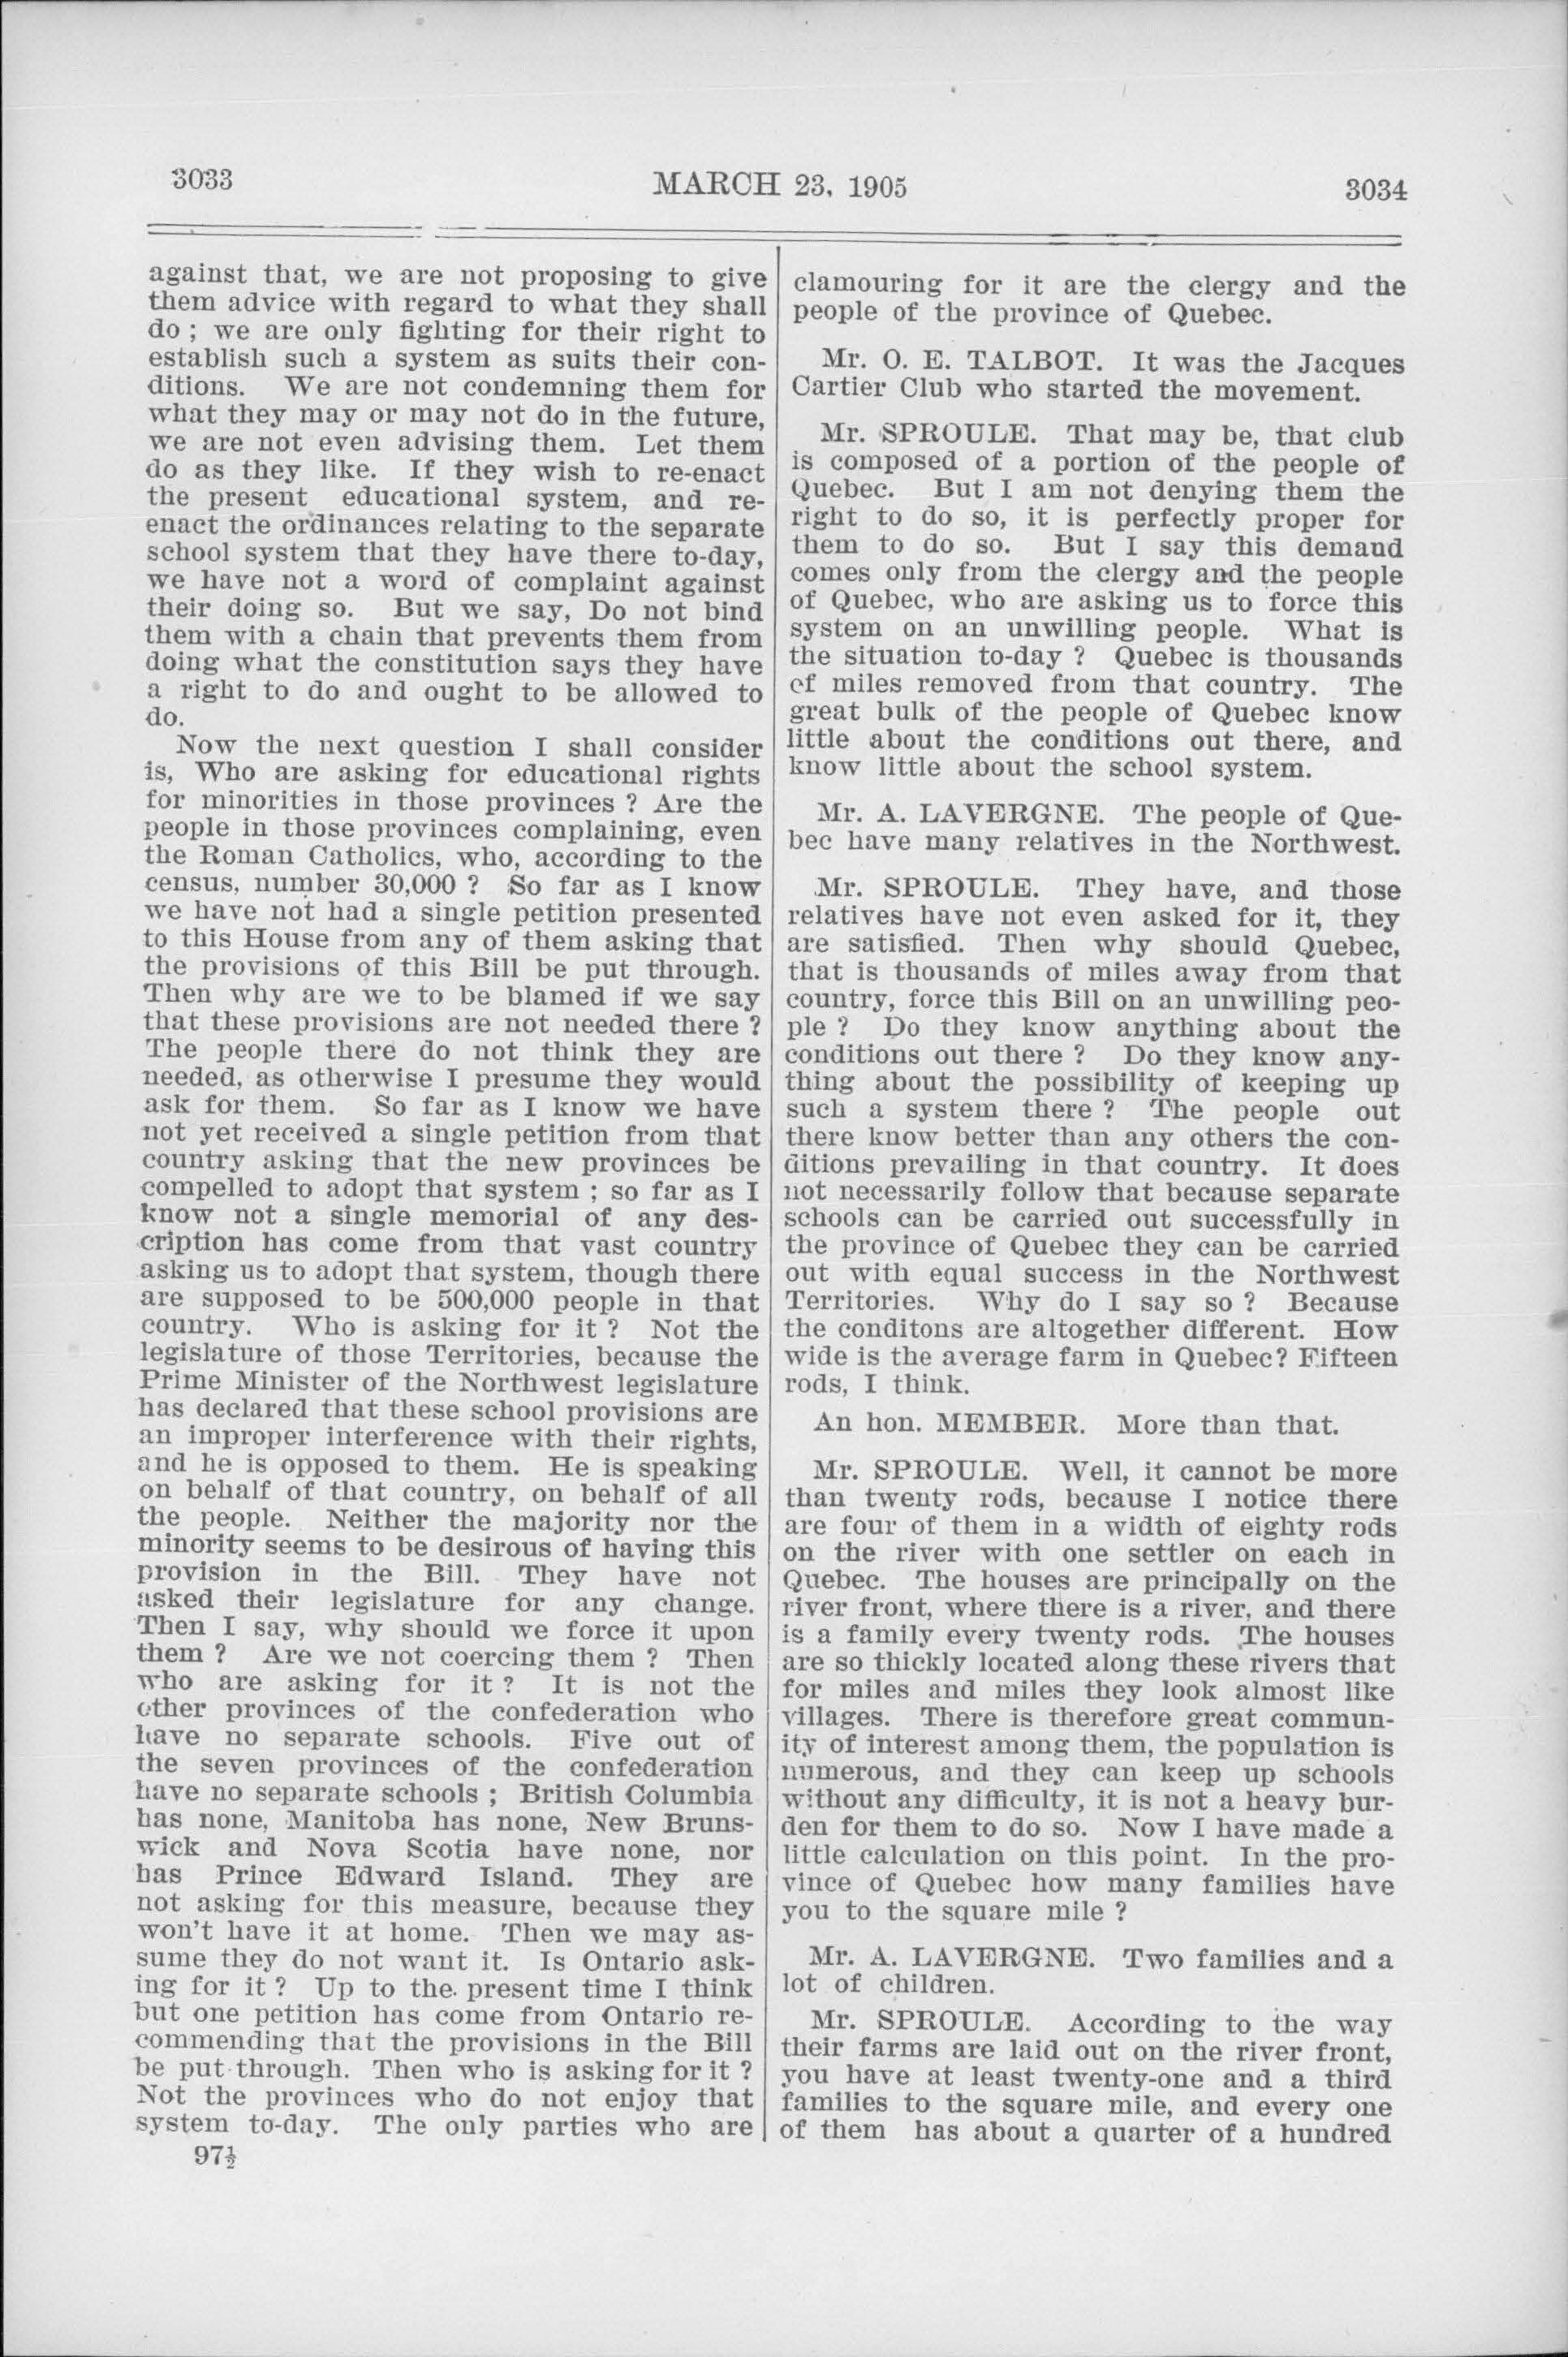 3033
MARCH 23, 1905
3034
against that, we are not proposing to give
them advice with regard to what they shall
do ; we are only fighting for their right to
establish such a system as suits their con-
ditions. We are not condemning them for
what they may or may not do in the future,
we are not even advising them. Let them
do as they like. If they wish to re-enact
the present educational system, and re-
enact the ordinances relating to the separate
school system that they have there to-day,
we have not a word of complaint against
their doing so. But we say, Do not bind
them with a chain that prevents them from
doing what the constitution says they have
a right to do and ought to be allowed to
do.
Now the next question I shall consider
is, Who are asking for educational rights
for minorities in those provinces ? Are the
people in those provinces complaining, even
the Roman Catholics, who, according to the
census, number 30,000 ? So far as I know
we have not had a single petition presented
to this House from any of them asking that
the provisions of this Bill be put through.
Then why are we to be blamed if we say
that these provisions are not needed there ?
The people there do not think they are
needed, as otherwise I presume they would
ask for them. So far as I know we have
not yet received a single petition from that
country asking that the new provinces be
compelled to adopt that system ; so far as I
know not a single memorial of any des-
cription has come from that vast country
asking us to adopt that system, though there
are supposed to be 500,000 people in that
country. Who is asking for it ? Not the
legislature of those Territories, because the
Prime Minister of the Northwest legislature
has declared that these school provisions are
an improper interference with their rights,
and he is opposed to them. He is speaking
on behalf of that country, on behalf of all
the people. Neither the majority nor the
minority seems to be desirous of having this
provision in the Bill. They have not
asked their legislature for any change.
Then I say, why should we force it upon
them ? Are we not coercing them ? Then
who are asking for it ? It is not the
other provinces of the confederation who
have no separate schools. Five out of
the seven provinces of the confederation
have no separate schools ; British Columbia
has none, Manitoba has none, New Bruns-
wick and Nova Scotia have none, nor
has Prince Edward Island. They are
not asking for this measure, because they
won't have it at home. Then we may as-
sume they do not want it. Is Ontario ask-
ing for it ? Up to the present time I think
but one petition has come from Ontario re-
commending that the provisions in the Bill
be put through. Then who is asking for it ?
Not the provinces who do not enjoy that
system to-day. The only parties who are
97½
clamouring for it are the clergy and the
people of the province of Quebec.
Mr. O. E. TALBOT. It was the Jacques
Cartier Club who started the movement.
Mr. SPROULE. That may be, that club
is composed of a portion of the people of
Quebec. But I am not denying them the
right to do so, it is perfectly proper for
them to do so. But I say this demand
comes only from the clergy and the people
of Quebec, who are asking us to force this
system on an unwilling people. What is
the situation to-day ? Quebec is thousands
of miles removed from that country. The
great bulk of the people of Quebec know
little about the conditions out there, and
know little about the school system.
Mr. A. LAVERGNE. The people of Que-
bec have many relatives in the Northwest.
Mr. SPROULE. They have, and those
relatives have not even asked for it, they
are satisfied. Then why should Quebec,
that is thousands of miles away from that
country, force this Bill on an unwilling peo-
ple ? Do they know anything about the
conditions out there ? Do they know any-
thing about the possibility of keeping up
such a system there ? The people out
there know better than any others the con-
ditions prevailing in that country. It does
not necessarily follow that because separate
schools can be carried out successfully in
the province of Quebec they can be carried
out with equal success in the Northwest
Territories. Why do I say so ? Because
the conditons are altogether different. How
wide is the average farm in Quebec? Fifteen
rods, I think.
An hon. MEMBER. More than that.
Mr. SPROULE. Well, it cannot be more
than twenty rods, because I notice there
are four of them in a width of eighty rods
on the river with one settler on each in
Quebec. The houses are principally on the
river front, where there is a river, and there
is a family every twenty rods. The houses
are so thickly located along these rivers that
for miles and miles they look almost like
villages. There is therefore great commun-
ity of interest among them, the population is
numerous, and they can keep up schools
without any difficulty, it is not a heavy bur-
den for them to do so. Now I have made a
little calculation on this point. In the pro-
vince of Quebec how many families have
you to the square mile ?
Mr. A. LAVERGNE. Two families and a
lot of children.
Mr. SPROULE. According to the way
their farms are laid out on the river front,
you have at least twenty-one and a third
families to the square mile, and every one
of them has about a quarter of a hundred